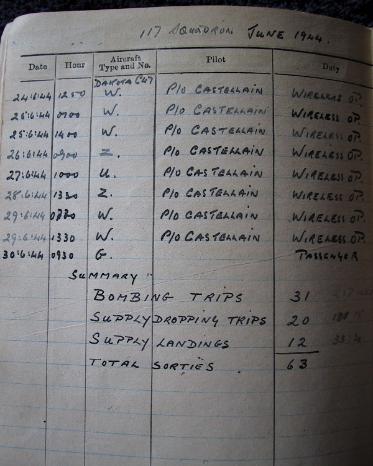 117 SQUADRON JUNE 1944.
Date Hour Aircraft Type and No. Pilot Duty
DAKOTA C47
24:6:44 1250 W. P/O CASTELLAIN WIRELESS OP.
25:6:44 0700 W. P/O CASTELLAIN WIRELESS OP.
25:6:44 1400 W. P/O CASTELLAIN WIRELESS OP.
26:6:44 0900 Z. P/O CASTELLAIN WIRELESS OP.
27:6:44 1000 U. P/O CASTELLAIN WIRELESS OP.
28:6:44 1330 Z. P/O CASTELLAIN WIRELESS OP.
29:6:44 W. P/O CASTELLAIN WIRELESS OP.
29:6:44 1330 W. P/O CASTELLAIN WIRELESS OP.
30:6:44 0930 G. PASSENGER
SUMMARY
BOMBING TRIPS 31
SUPPLY DROPPING TRIPS 20
SUPPLY LANDINGS 12
TOTAL SORTIES 63